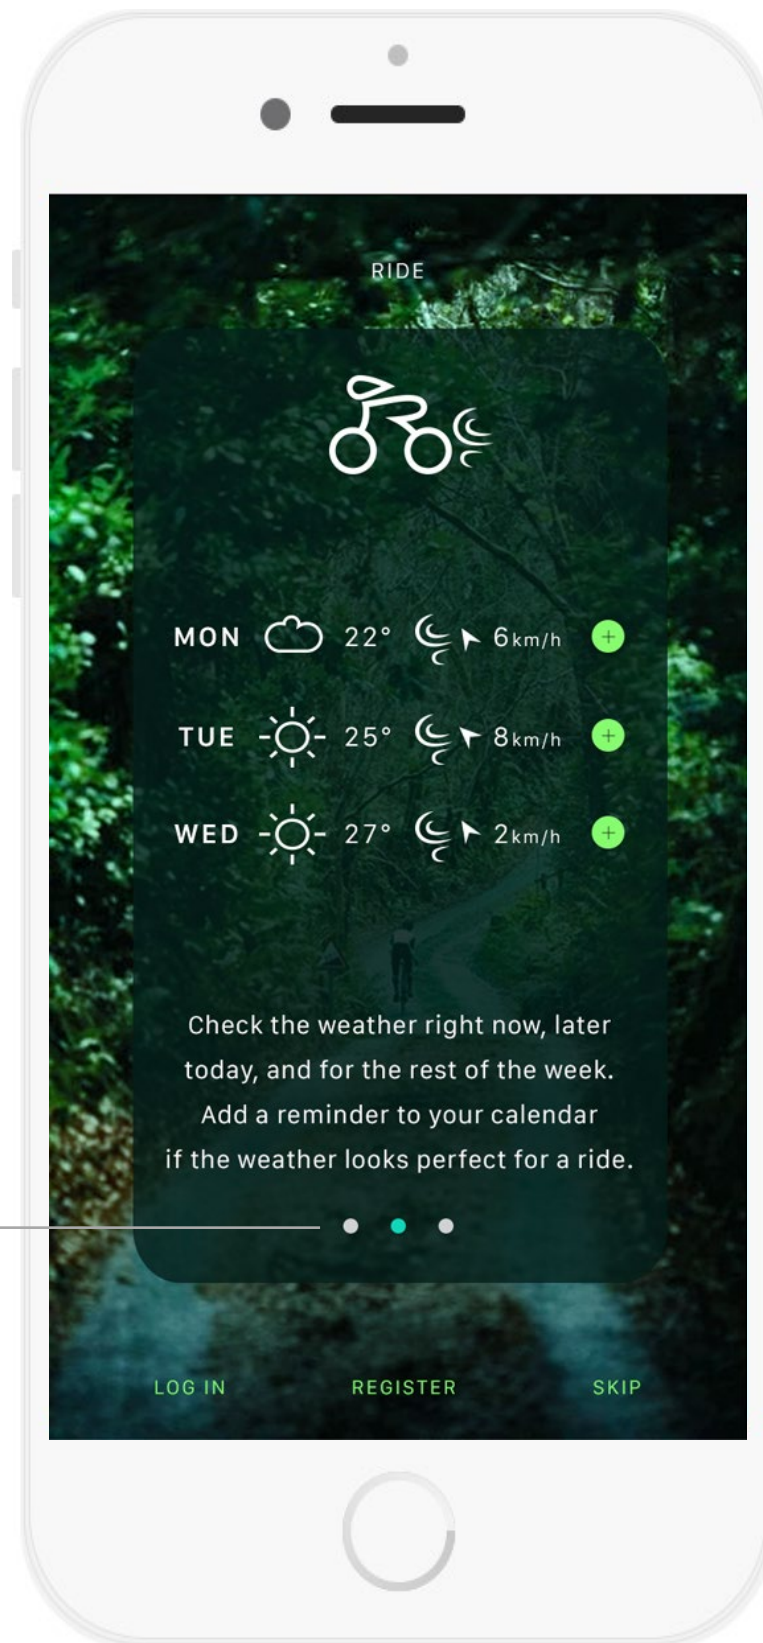 RIDE
MON 22° 6km/h +
TUE 25° 8km/h +
WED 27° 2km/h +
Check the weather right now, later
today, and for the rest of the week.
Add a reminder to your calendar
if the weather looks perfect for a ride.
LOG IN REGISTER SKIP